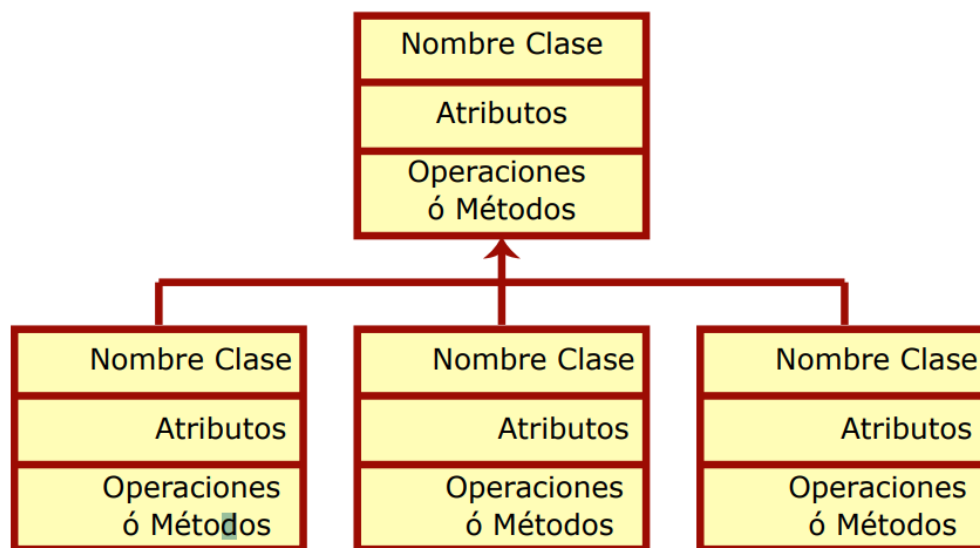 Nombre Clase
Atributos
Operaciones
ó Métodos
Nombre Clase
Atributos
Operaciones
ó Métodos
Nombre Clase
Atributos
Operaciones
ó Métodos
Nombre Clase
Atributos
Operaciones
ó Métodos